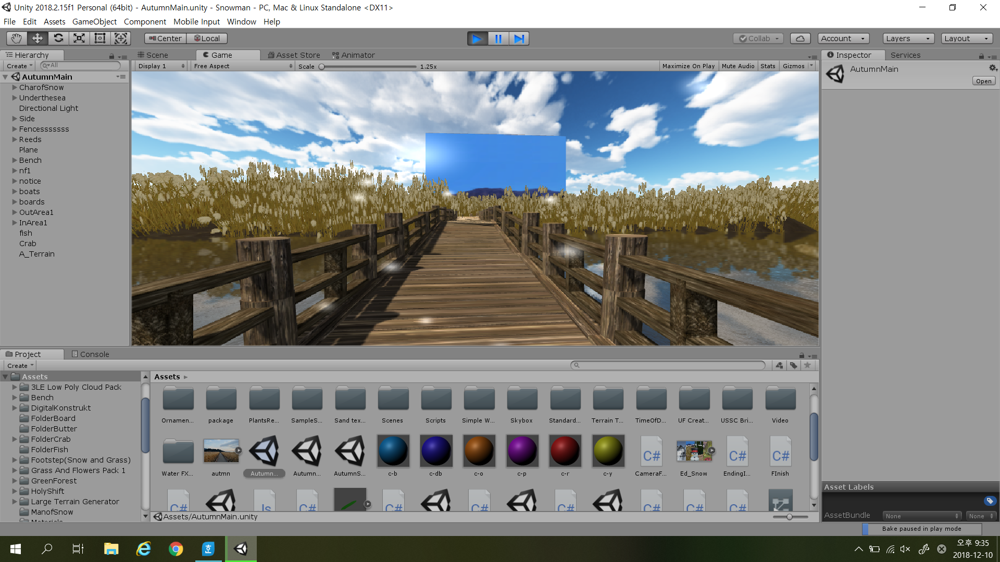 Unity 2018.2.15f1 Personal (64bit) - AutumnMain.unity - Snowman - PC, Mac & Linux Standalone <DX11>
File Edit Assets GameObject Component Mobile Input Window Help
Center Local Collab Account Layers Layout
Hierarchy
Create All
AutumnMain
CharofSnow
Underthesea
Directional Light
Side
Fencesssssss
Reeds
Plane
Bench
nf1
notice
boats
boards
OutArea1
InArea1
fish
Crab
A_Terrain
Scene Game Asset Store Animator
Display 1 Free Aspect Scale 1.25x Maximize On Play Mute Audio Stats Gizmos
Inspector Services
AutumnMain
Open
Project Console
Create
Assets
3LE Low Poly Cloud Pack
Bench
DigitalKonstrukt
FolderBoard
FolderButter
FolderCrab
FolderFish
Footstep(Snow and Grass)
Grass And Flowers Pack 1
GreenForest
HolyShift
Large Terrain Generator
ManofSnow
Materials
Assets
Ornamen... package PlantsRe... SampleS... Sand tex... Scenes Scripts Simple W... Skybox Standard... Terrain T... TimeOfD... UF Creat... USSC Bri... Video
C# C# C#
Water FX... autmn Autumn... Autumn... AutumnS... c-b c-db c-o c-p c-r c-y CameraF... Ed_Snow EndingI... FInish
C# Js C# C# C# C# C# C# C#
Assets/AutumnMain.unity
Asset Labels
AssetBundle None None
Bake paused in play mode
오후 9:35
2018-12-10